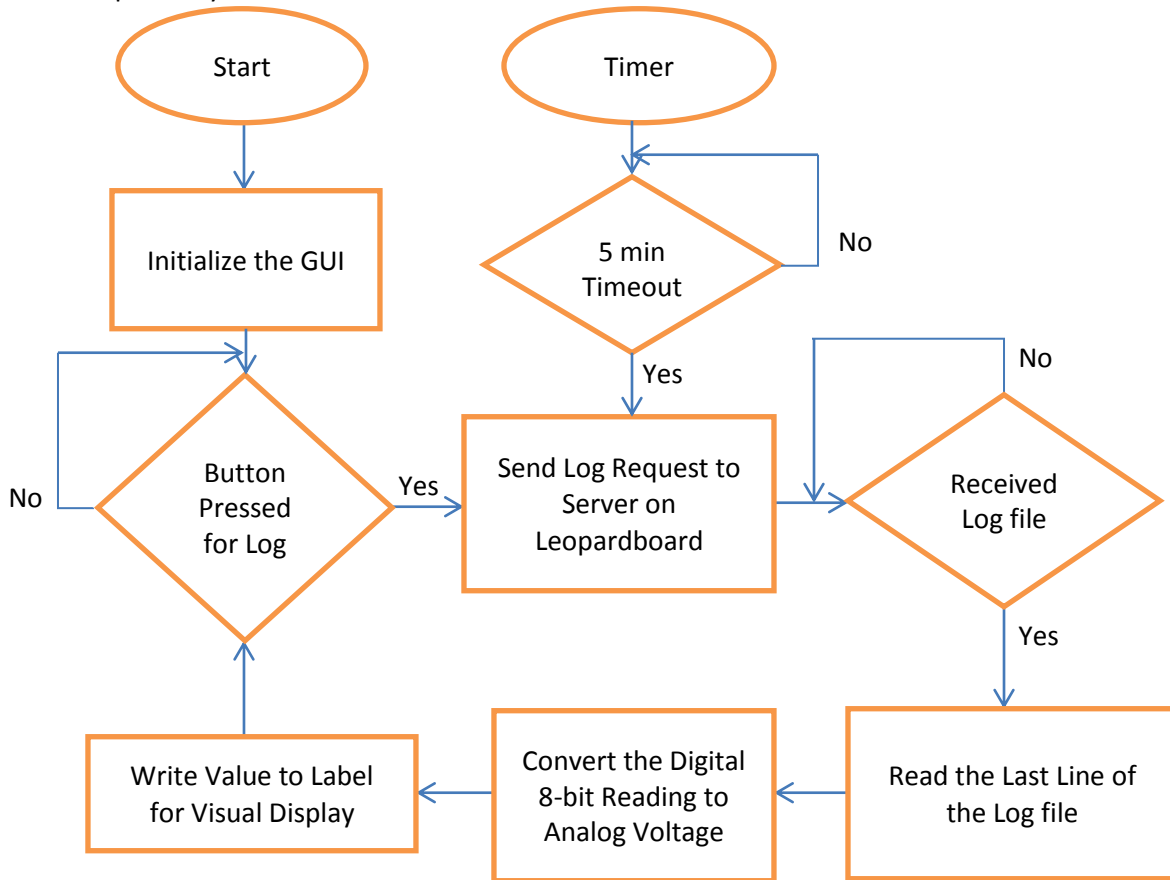 Start
Timer
Initialize the GUI
5 min
Timeout
No
Yes
No
Button
Pressed
for Log
No
Yes
Send Log Request to
Server on
Leopardboard
Received
Log file
Yes
Write Value to Label
for Visual Display
Convert the Digital
8-bit Reading to
Analog Voltage
Read the Last Line of
the Log file